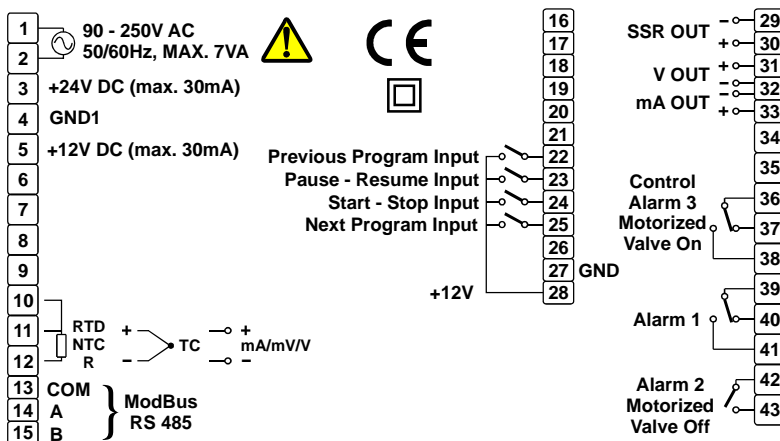 1
2
90 - 250V AC
50/60Hz, MAX. 7VA
3
+24V DC (max. 30mA)
4
GND1
5
+12V DC (max. 30mA)
6
7
8
9
10
11
12
RTD
NTC
R
+
−
TC
+
mA/mV/V
−
13
COM
14
A
15
B
ModBus
RS 485
CE
16
17
18
19
20
21
Previous Program Input
22
Pause - Resume Input
23
Start - Stop Input
24
Next Program Input
25
26
27
GND
+12V
28
SSR OUT
−
29
+
30
V OUT
+
31
−
−
32
mA OUT
+
33
34
35
Control
Alarm 3
Motorized
Valve On
36
37
38
Alarm 1
39
40
41
Alarm 2
Motorized
Valve Off
42
43